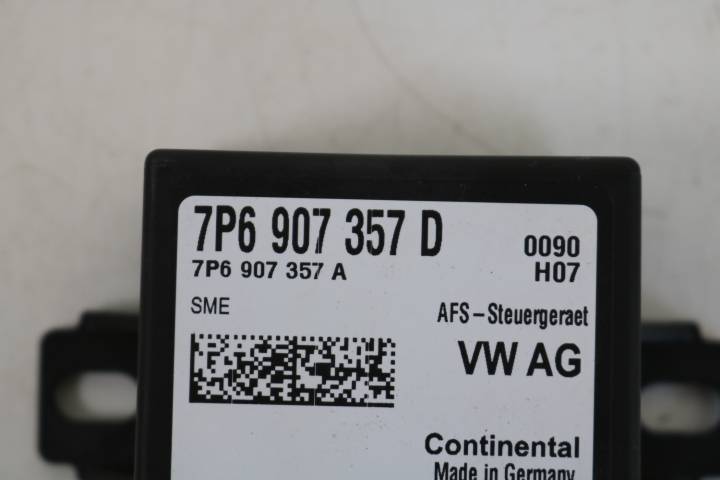 7P6 907 357 D
0090
7P6 907 357 A
H07
SME
AFS-Steuergeraet
VW AG
Continental
Made in Germany